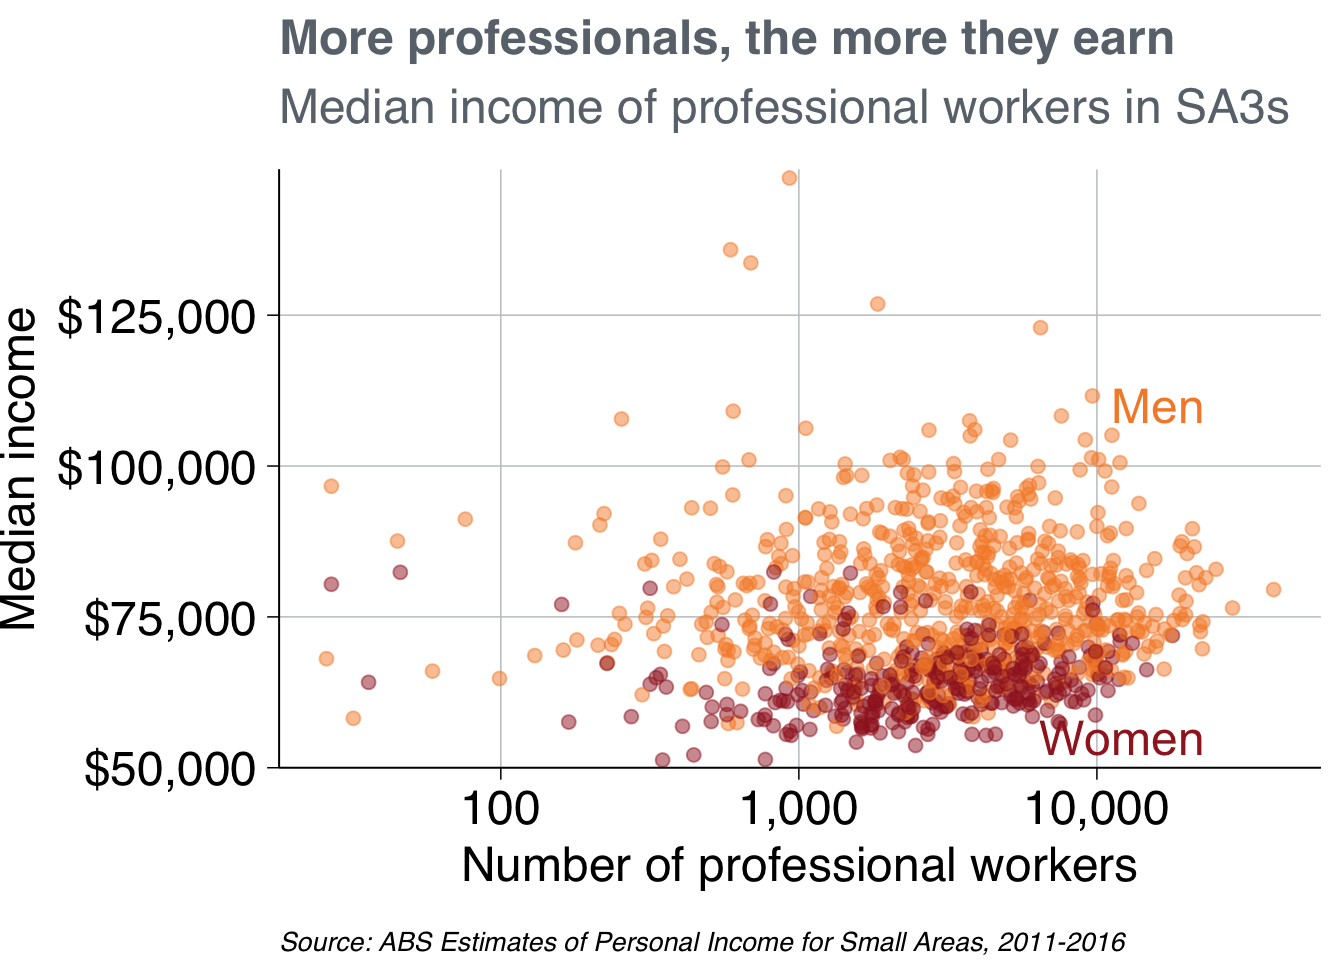 More professionals, the more they earn
Median income of professional workers in SA3s
Median income
$125,000
$100,000
$75,000
$50,000
Men
Women
100 1,000 10,000
Number of professional workers
Source: ABS Estimates of Personal Income for Small Areas, 2011-2016